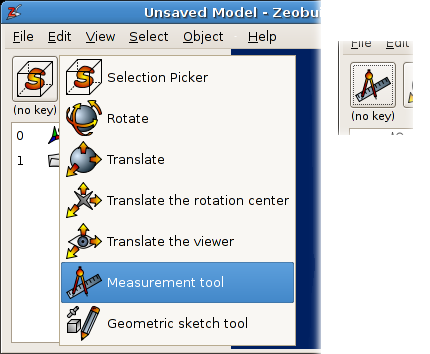 Unsaved Model - Zeobu
File Edit View Select Object Help
File Edit
Selection Picker
(no key)
(no key)
Rotate
0
Translate
1
Translate the rotation center
Translate the viewer
Measurement tool
Geometric sketch tool